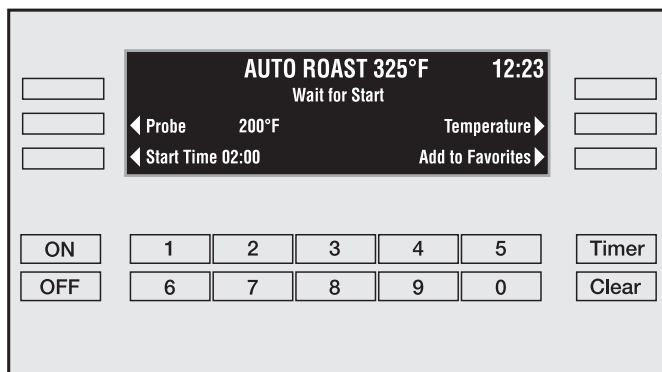 AUTO ROAST 325°F 12:23
Wait for Start
Probe 200°F Temperature
Start Time 02:00 Add to Favorites
ON 1 2 3 4 5 Timer
OFF 6 7 8 9 0 Clear